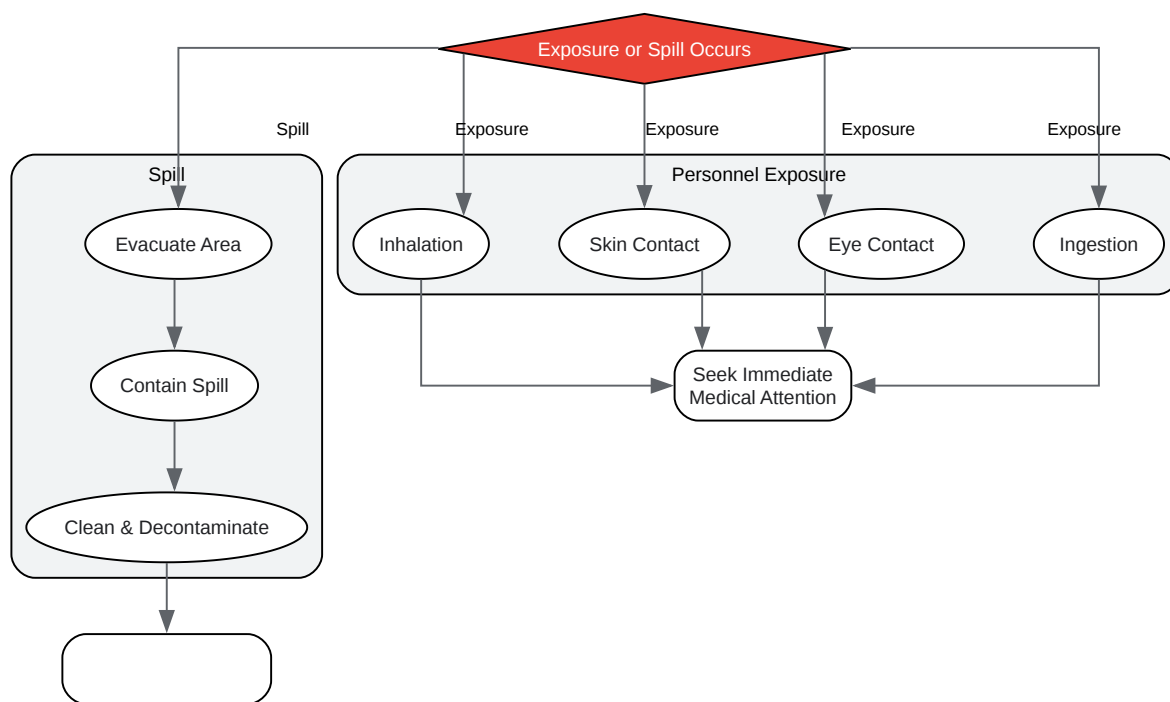 Exposure or Spill Occurs
Spill
Exposure
Exposure
Exposure
Exposure
Spill
Personnel Exposure
Evacuate Area
Inhalation
Skin Contact
Eye Contact
Ingestion
Contain Spill
Seek Immediate
Medical Attention
Clean & Decontaminate